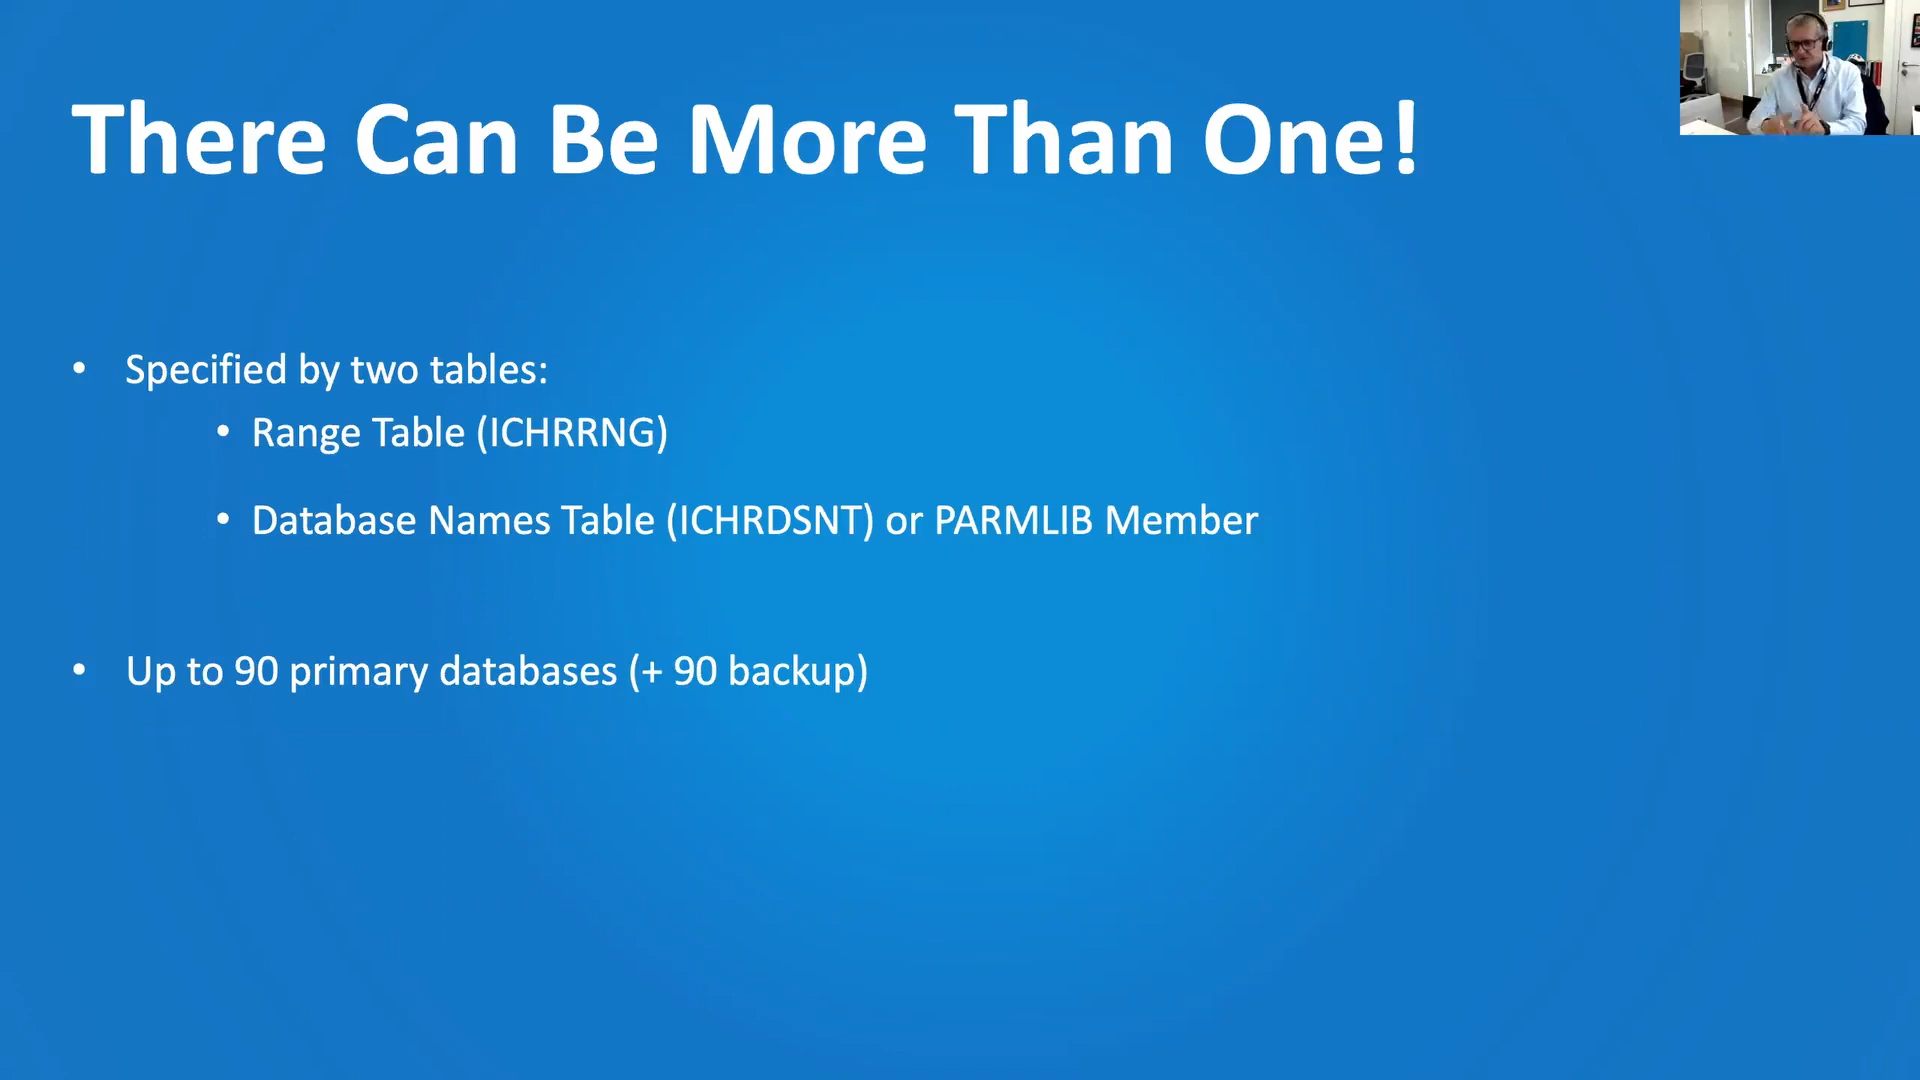 There Can Be More Than One!
• Specified by two tables:
• Range Table (ICHRRNG)
• Database Names Table (ICHRDSNT) or PARMLIB Member
• Up to 90 primary databases (+ 90 backup)